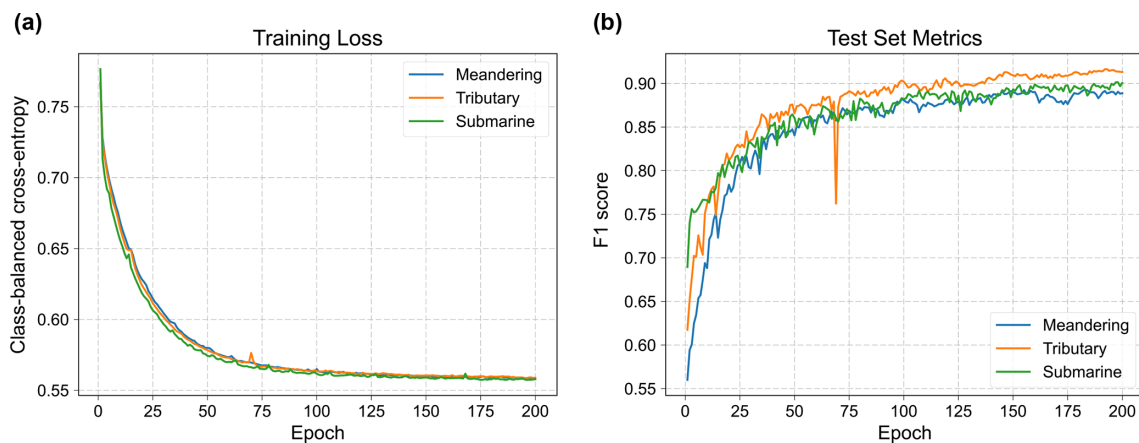 (a)
Training Loss
Meandering
Tributary
Submarine
Class-balanced cross-entropy
0.75
0.70
0.65
0.60
0.55
0 25 50 75 100 125 150 175 200
Epoch
(b)
Test Set Metrics
F1 score
0.90
0.85
0.80
0.75
0.70
0.65
0.60
0.55
Meandering
Tributary
Submarine
0 25 50 75 100 125 150 175 200
Epoch